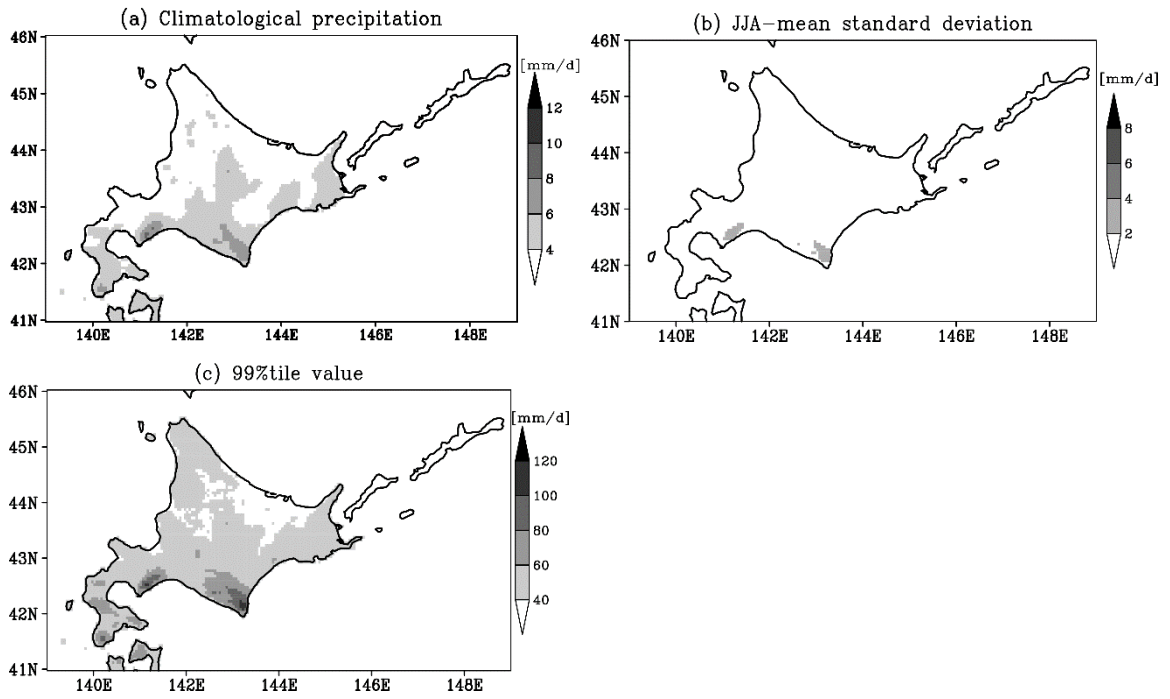 (a) Climatological precipitation
46N
45N
44N
43N
42N
41N
140E 142E 144E 146E 148E
[mm/d]
12
10
8
6
4
(b) JJA-mean standard deviation
46N
45N
44N
43N
42N
41N
140E 142E 144E 146E 148E
[mm/d]
8
6
4
2
(c) 99%tile value
46N
45N
44N
43N
42N
41N
140E 142E 144E 146E 148E
[mm/d]
120
100
80
60
40